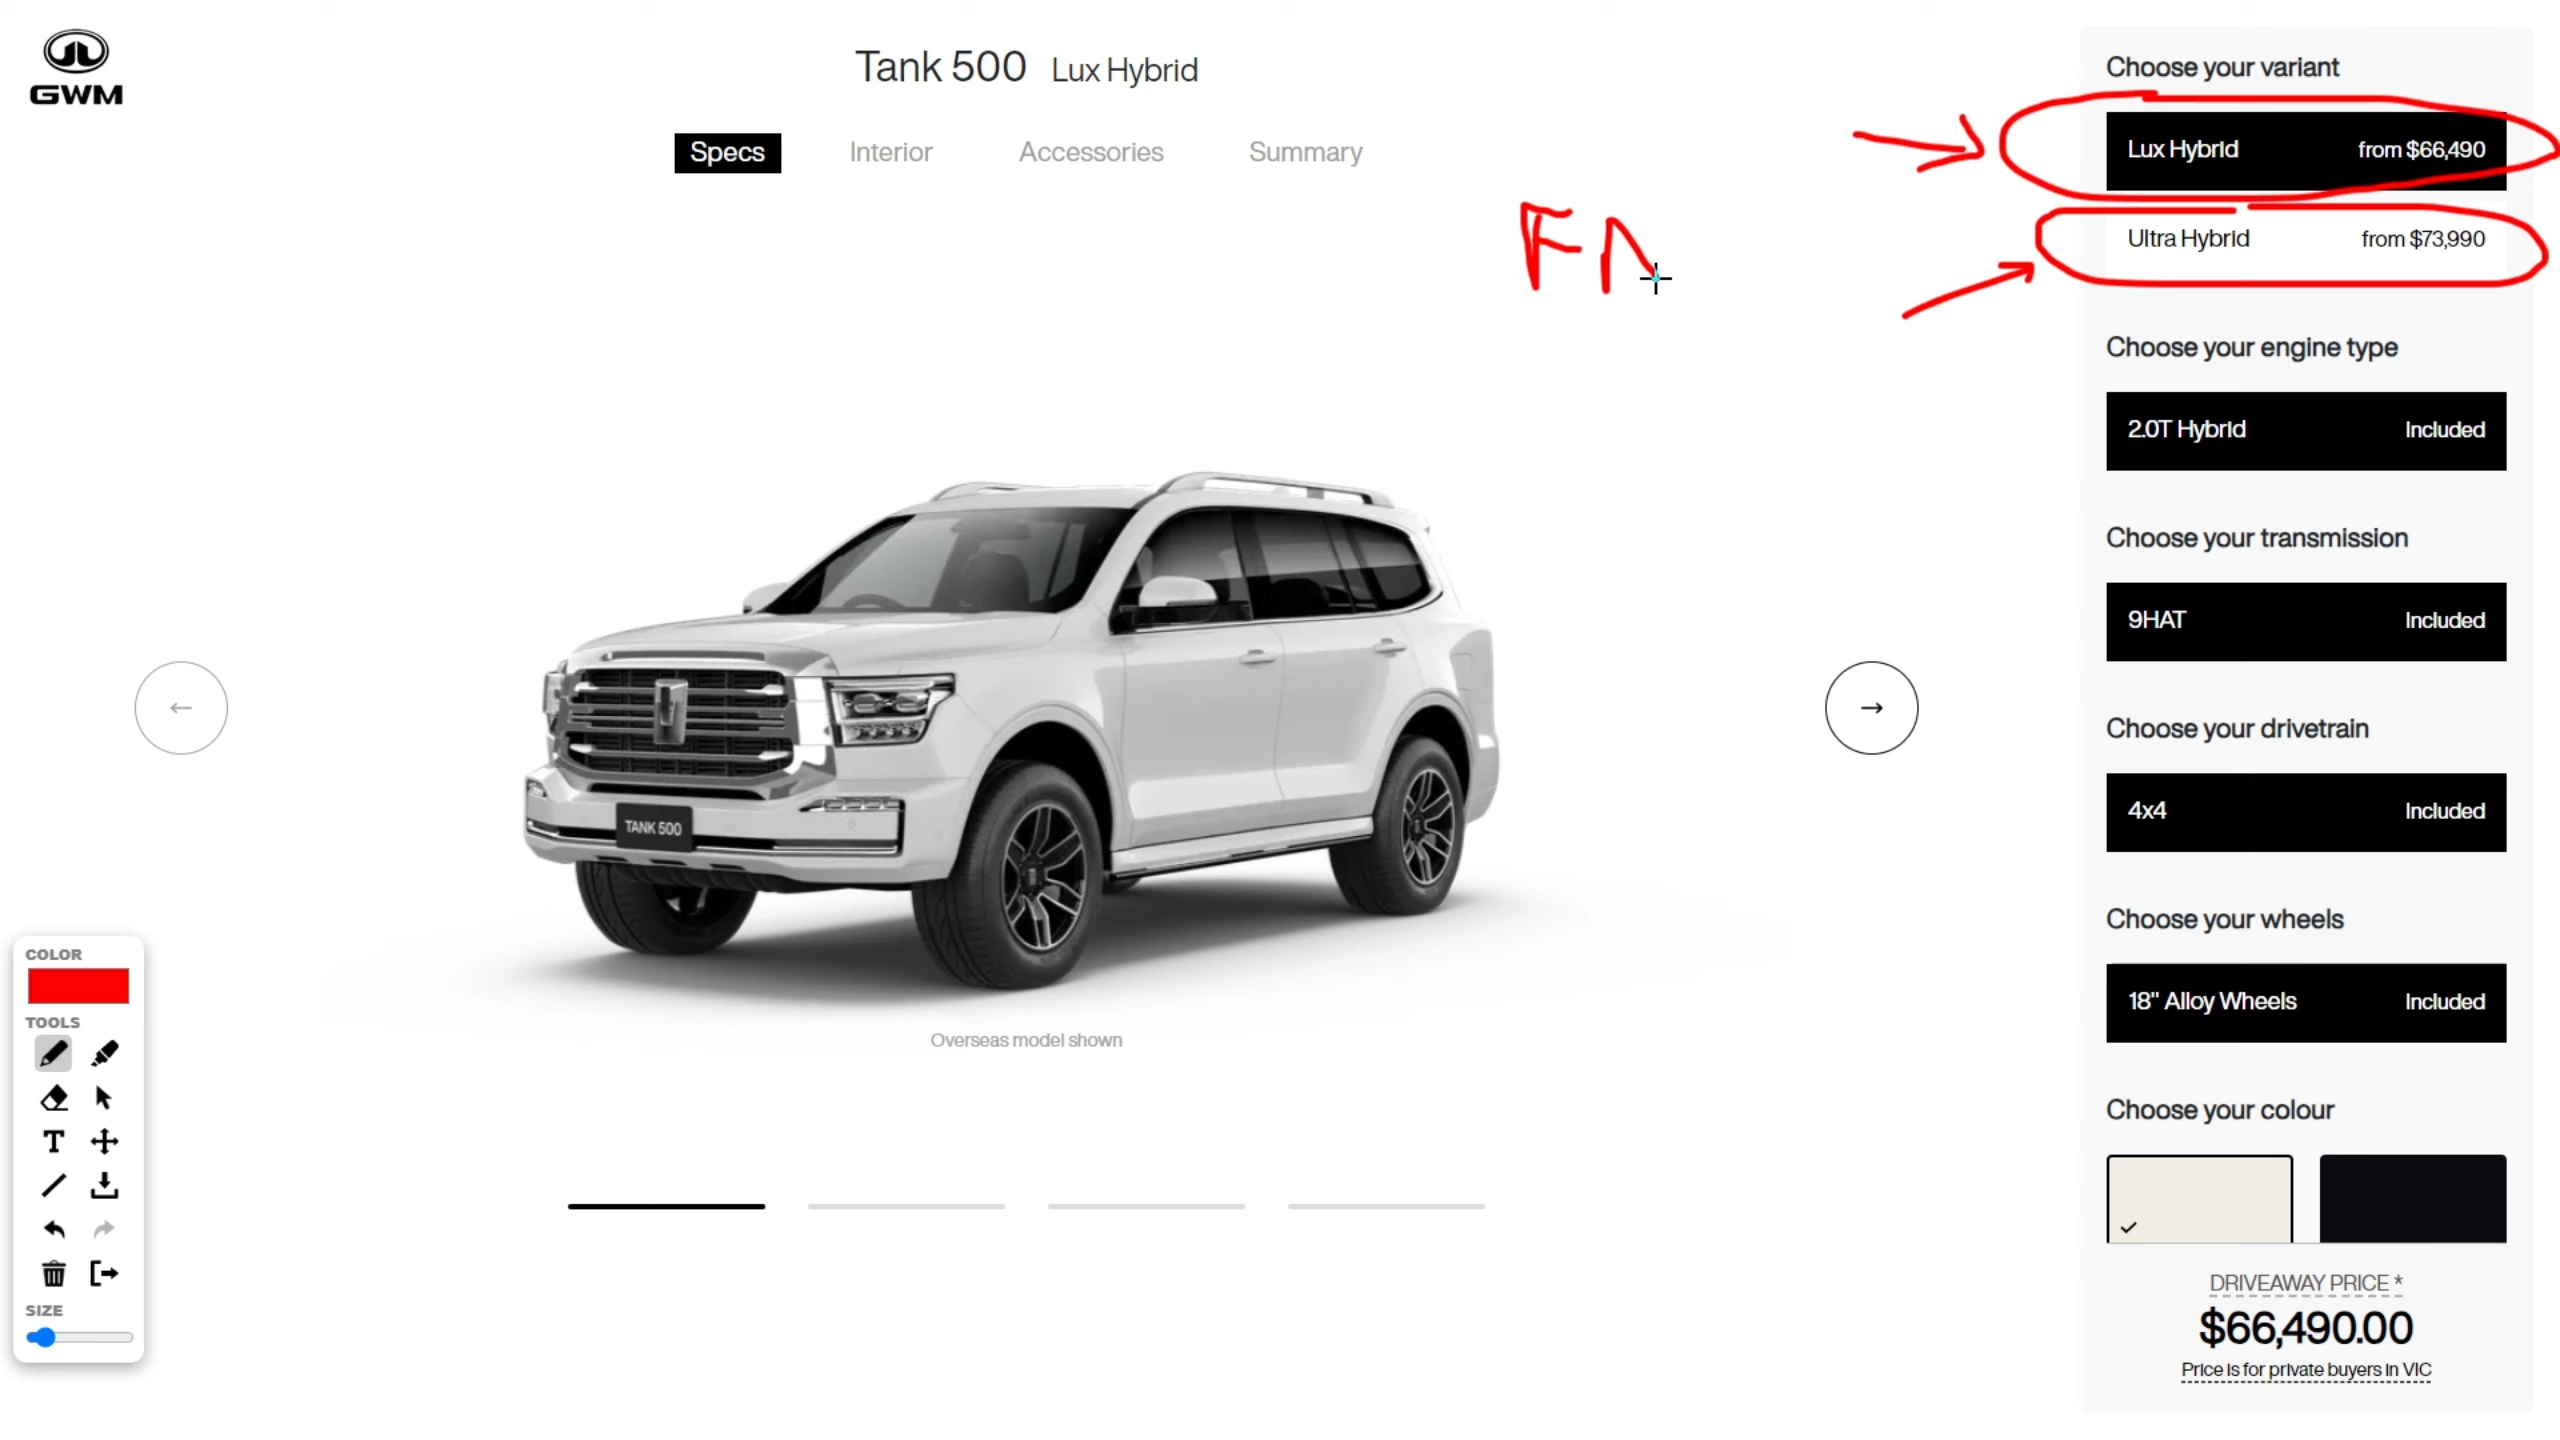 GWM
Tank 500 Lux Hybrid
Specs Interior Accessories Summary
TANK 500
Overseas model shown
COLOR
TOOLS
T
SIZE
Choose your variant
Lux Hybrid from $66,490
Ultra Hybrid from $73,990
Choose your engine type
2.0T Hybrid Included
Choose your transmission
9HAT Included
Choose your drivetrain
4x4 Included
Choose your wheels
18" Alloy Wheels Included
Choose your colour
DRIVEAWAY PRICE *
$66,490.00
Price is for private buyers in VIC